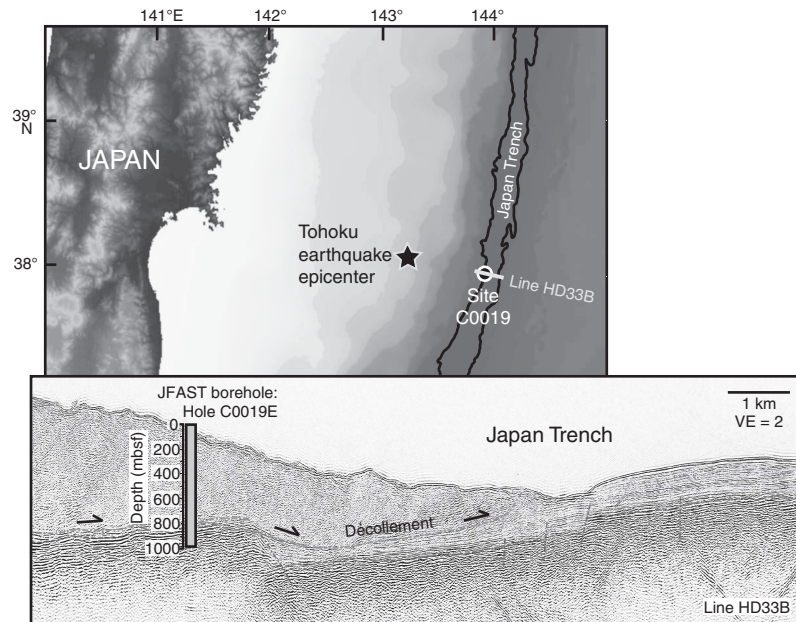 141°E 142° 143° 144°
39°
N
JAPAN
Japan Trench
Tohoku
earthquake
epicenter
38°
Line HD33B
Site
C0019
JFAST borehole:
Hole C0019E
1 km
VE = 2
Depth (mbsf)
0
200
400
600
800
1000
Japan Trench
Décollement
Line HD33B